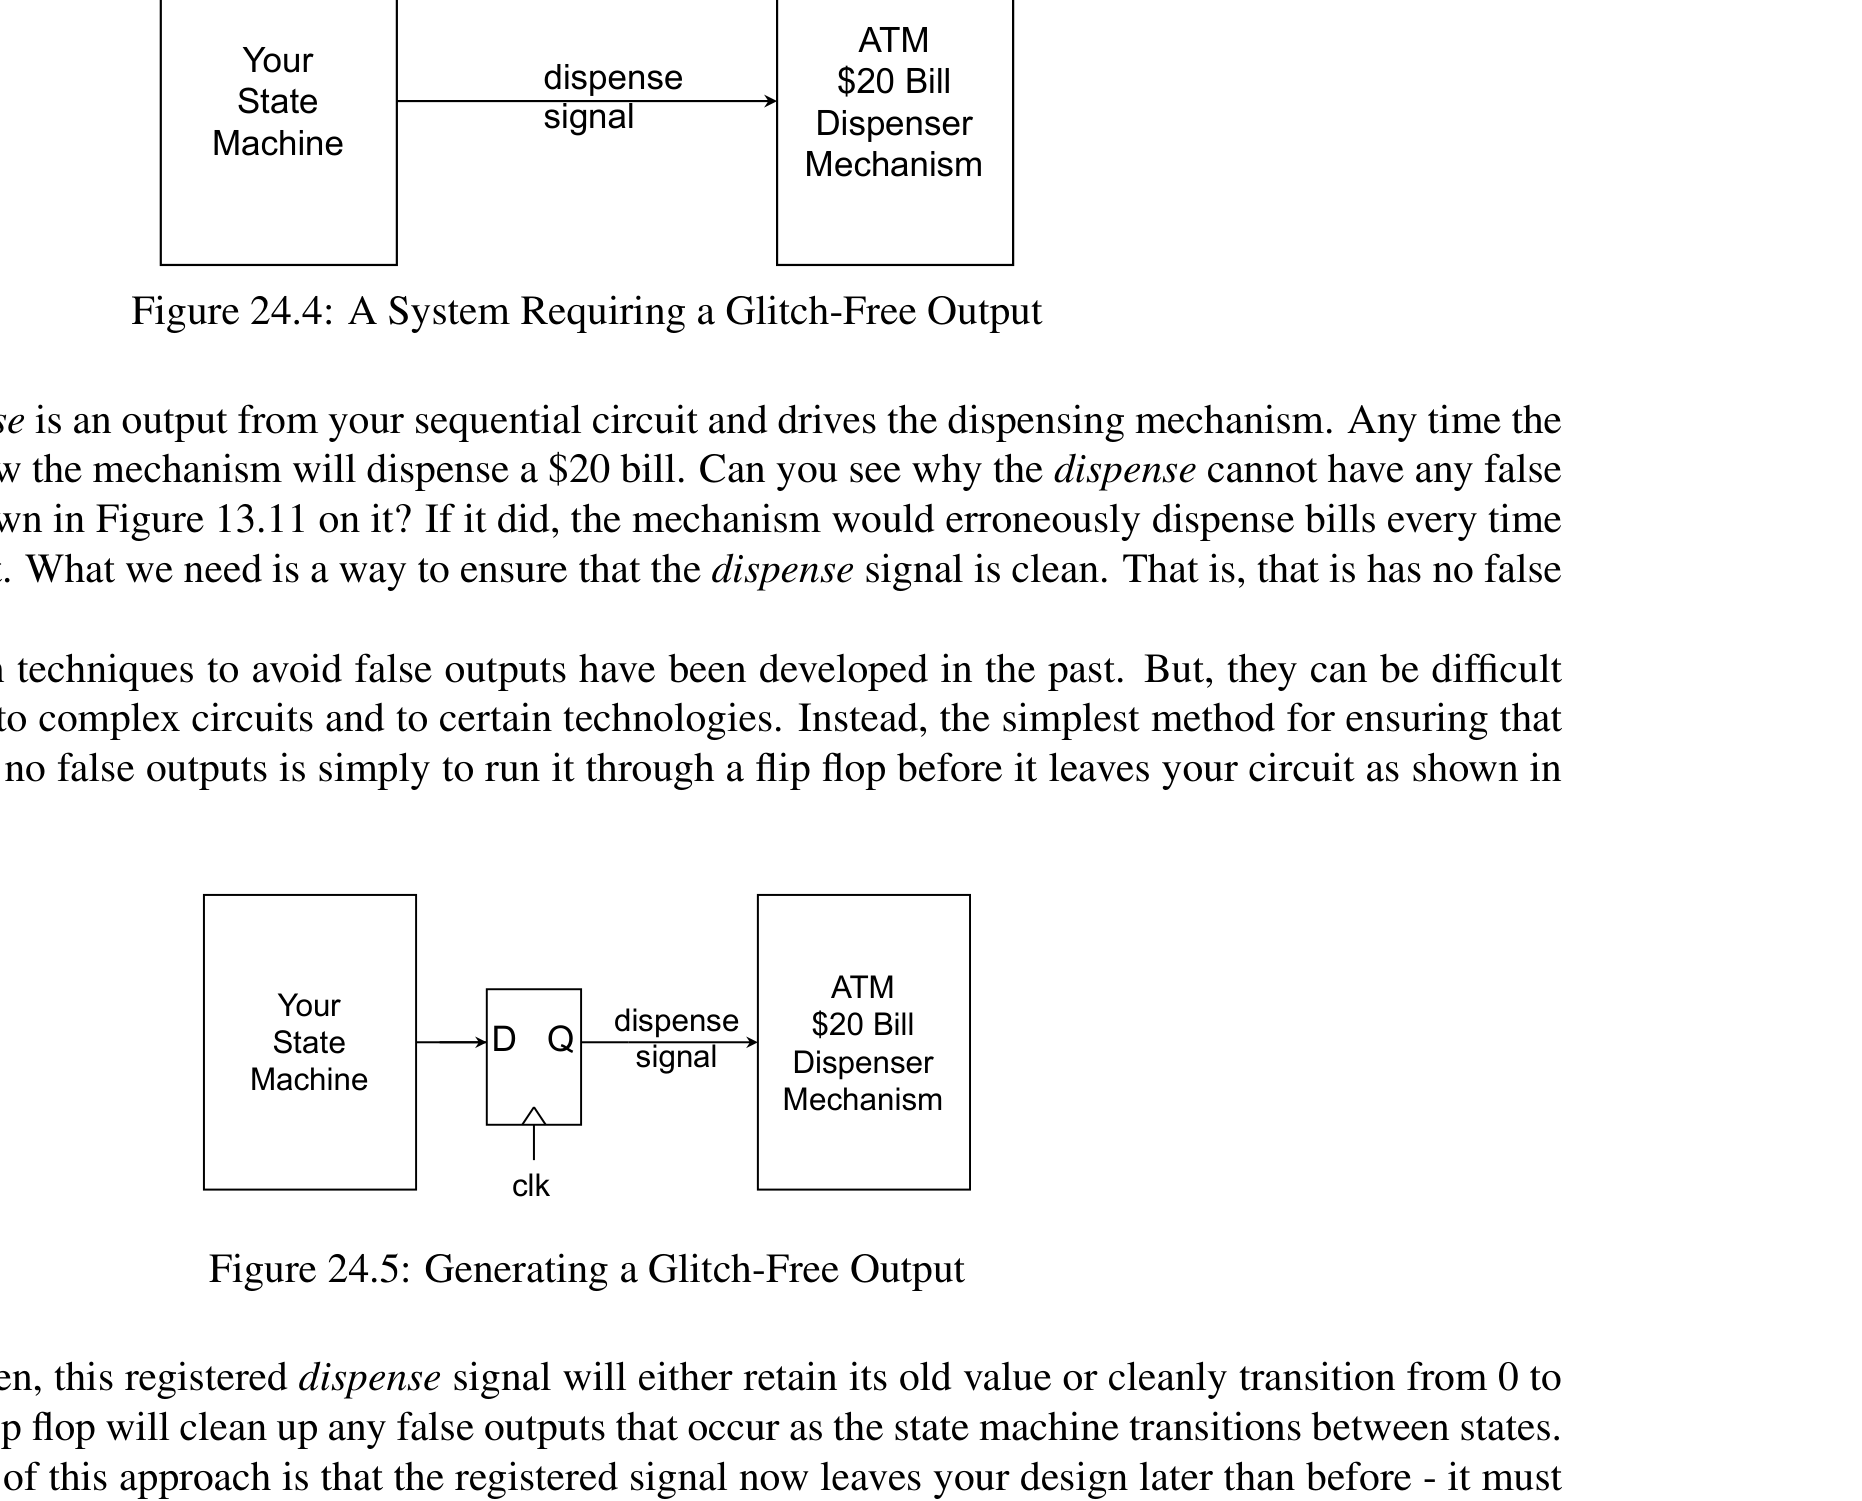 Your
State
Machine
dispense
signal
ATM
$20 Bill
Dispenser
Mechanism
Figure 24.4: A System Requiring a Glitch-Free Output
is an output from your sequential circuit and drives the dispensing mechanism. Any time the
the mechanism will dispense a $20 bill. Can you see why the dispense cannot have any false
in Figure 13.11 on it? If it did, the mechanism would erroneously dispense bills every time
. What we need is a way to ensure that the dispense signal is clean. That is, that is has no false
techniques to avoid false outputs have been developed in the past. But, they can be difficult
to complex circuits and to certain technologies. Instead, the simplest method for ensuring that
no false outputs is simply to run it through a flip flop before it leaves your circuit as shown in
Your
State
Machine
D Q
clk
dispense
signal
ATM
$20 Bill
Dispenser
Mechanism
Figure 24.5: Generating a Glitch-Free Output
this registered dispense signal will either retain its old value or cleanly transition from 0 to
flop will clean up any false outputs that occur as the state machine transitions between states.
of this approach is that the registered signal now leaves your design later than before - it must